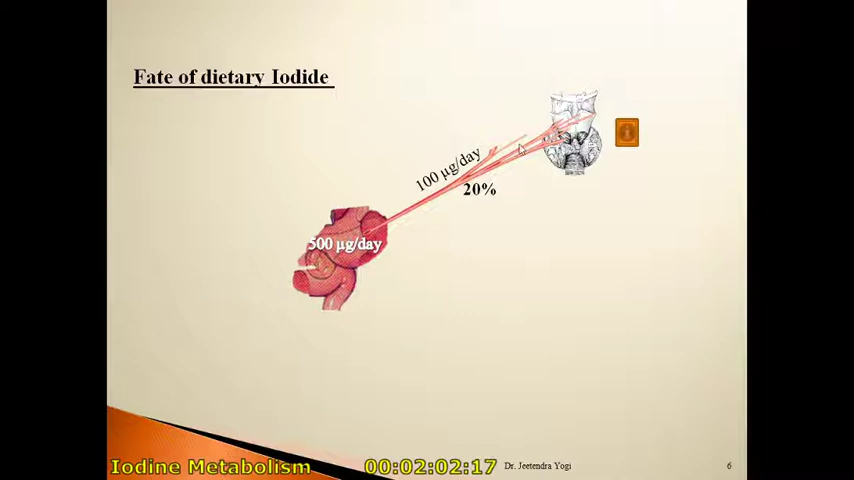 Fate of dietary Iodide
100 µg/day
20%
500 µg/day
Iodine Metabolism
00:02:02:17
Dr. Jeetendra Yogi
6